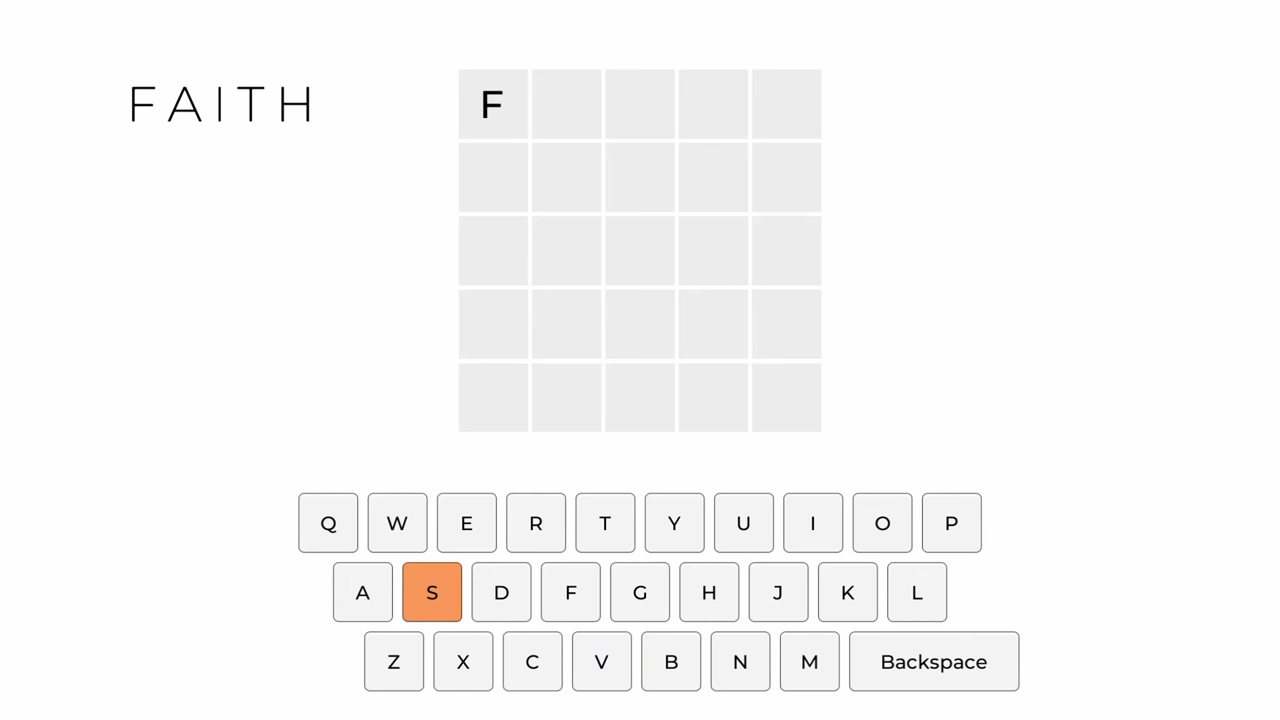 FAITH
F
Q W E R T Y U I O P
A S D F G H J K L
Z X C V B N M Backspace